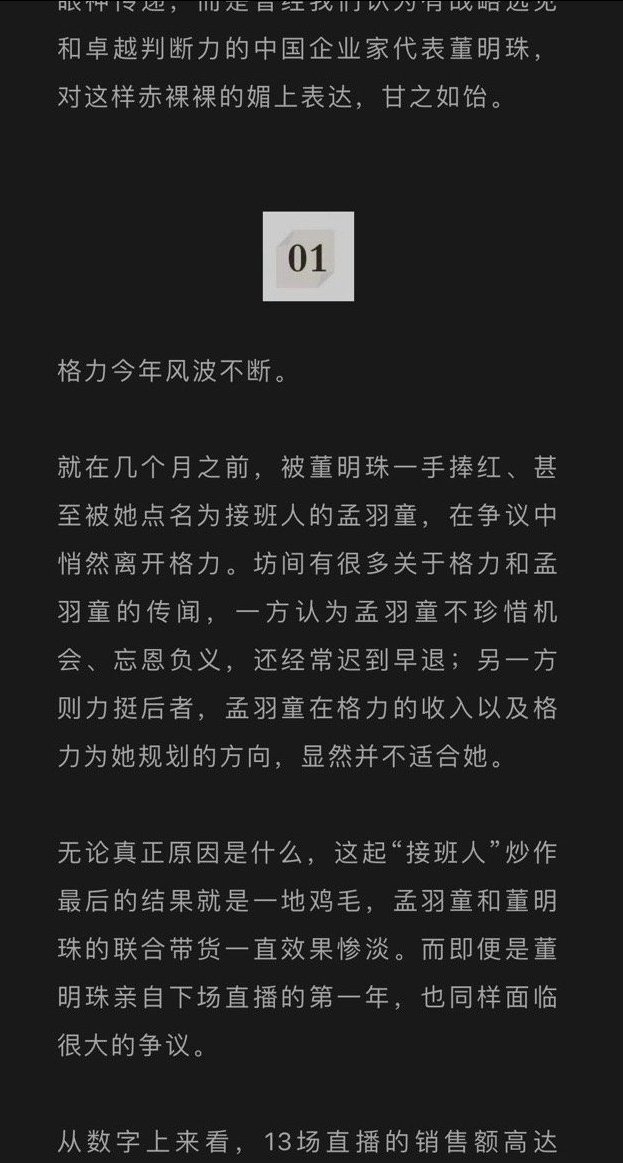 眼神传递，而是曾经我们认为有战略远见
和卓越判断力的中国企业家代表董明珠，
对这样赤裸裸的媚上表达，甘之如饴。
01
格力今年风波不断。
就在几个月之前，被董明珠一手捧红、甚
至被她点名为接班人的孟羽童，在争议中
悄然离开格力。坊间有很多关于格力和孟
羽童的传闻，一方认为孟羽童不珍惜机
会、忘恩负义，还经常迟到早退；另一方
则力挺后者，孟羽童在格力的收入以及格
力为她规划的方向，显然并不适合她。
无论真正原因是什么，这起“接班人”炒作
最后的结果就是一地鸡毛，孟羽童和董明
珠的联合带货一直效果惨淡。而即便是董
明珠亲自下场直播的第一年，也同样面临
很大的争议。
从数字上来看，13场直播的销售额高达